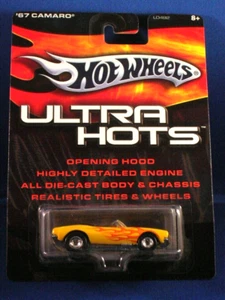 '67 CAMARO®
8+
HOT WHEELS
ULTRA
HOTS™
OPENING HOOD
HIGHLY DETAILED ENGINE
ALL DIE-CAST BODY & CHASSIS
REALISTIC TIRES & WHEELS